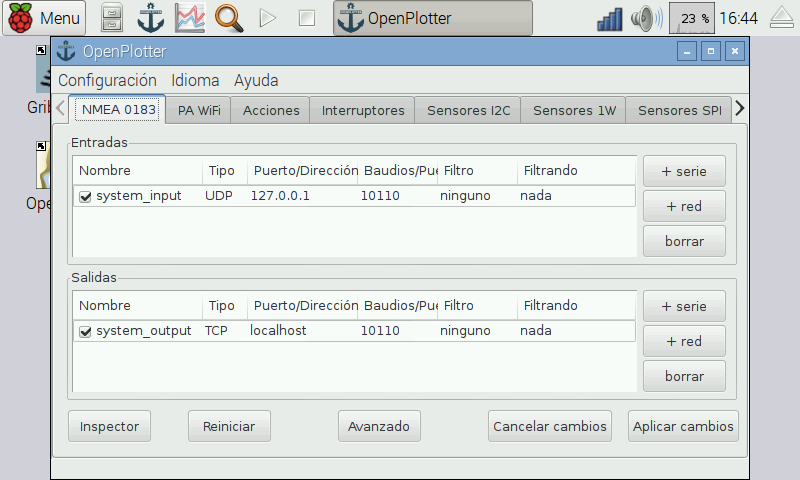 Menu OpenPlotter 23 % 16:44
OpenPlotter
Configuración Idioma Ayuda
NMEA 0183 PA WiFi Acciones Interruptores Sensores I2C Sensores 1W Sensores SPI
Entradas
Nombre Tipo Puerto/Dirección Baudios/Pue Filtro Filtrando
system_input UDP 127.0.0.1 10110 ninguno nada
+ serie
+ red
borrar
Salidas
Nombre Tipo Puerto/Dirección Baudios/Pue Filtro Filtrando
system_output TCP localhost 10110 ninguno nada
+ serie
+ red
borrar
Inspector Reiniciar Avanzado Cancelar cambios Aplicar cambios
Grib
Ope